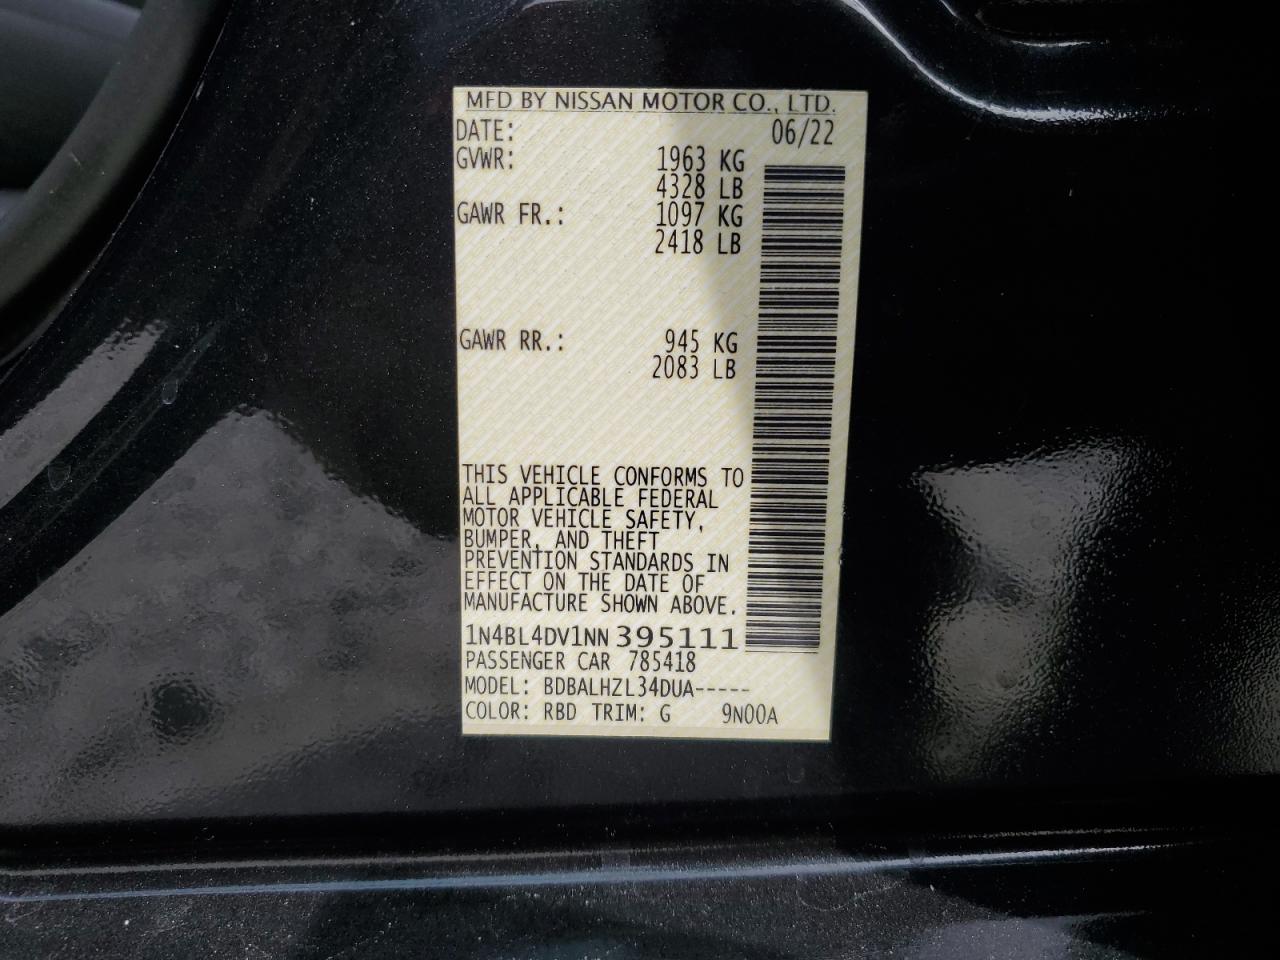 MFD BY NISSAN MOTOR CO., LTD.
DATE: 06/22
GVWR: 1963 KG
4328 LB
GAWR FR.: 1097 KG
2418 LB
GAWR RR.: 945 KG
2083 LB
THIS VEHICLE CONFORMS TO
ALL APPLICABLE FEDERAL
MOTOR VEHICLE SAFETY,
BUMPER, AND THEFT
PREVENTION STANDARDS IN
EFFECT ON THE DATE OF
MANUFACTURE SHOWN ABOVE.
1N4BL4DV1NN 395111
PASSENGER CAR 785418
MODEL: BDBALHZL34DUA-----
COLOR: RBD TRIM: G 9N00A